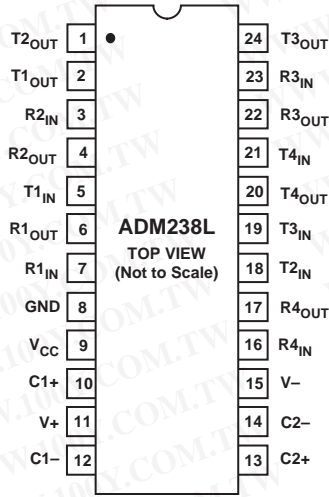 T2OUT 1 24 T3OUT
T1OUT 2 23 R3IN
R2IN 3 22 R3OUT
R2OUT 4 21 T4IN
T1IN 5 20 T4OUT
R1OUT 6 ADM238L 19 T3IN
TOP VIEW
R1IN 7 (Not to Scale) 18 T2IN
GND 8 17 R4OUT
VCC 9 16 R4IN
C1+ 10 15 V–
V+ 11 14 C2–
C1– 12 13 C2+